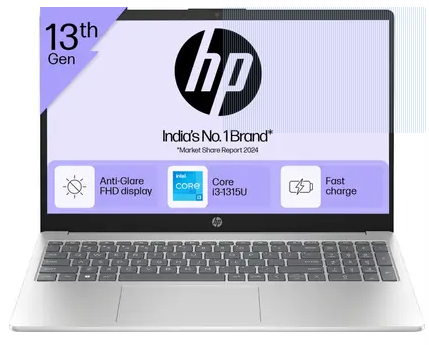 13th
Gen
hp
India's No. 1 Brand*
*Market Share Report 2024
Anti-Glare
FHD display
intel
CORE
i3
Core
i3-1315U
Fast
charge
hp